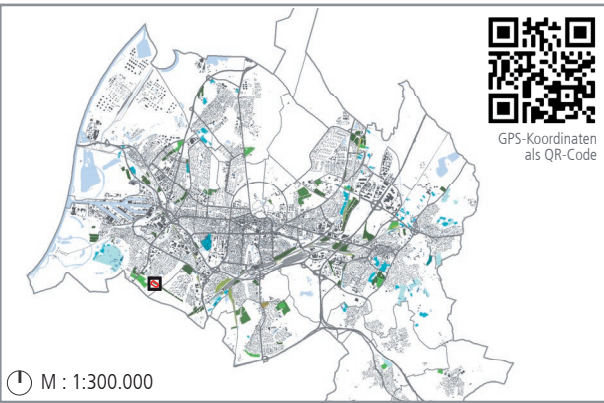 GPS-Koordinaten
als QR-Code
M : 1:300.000